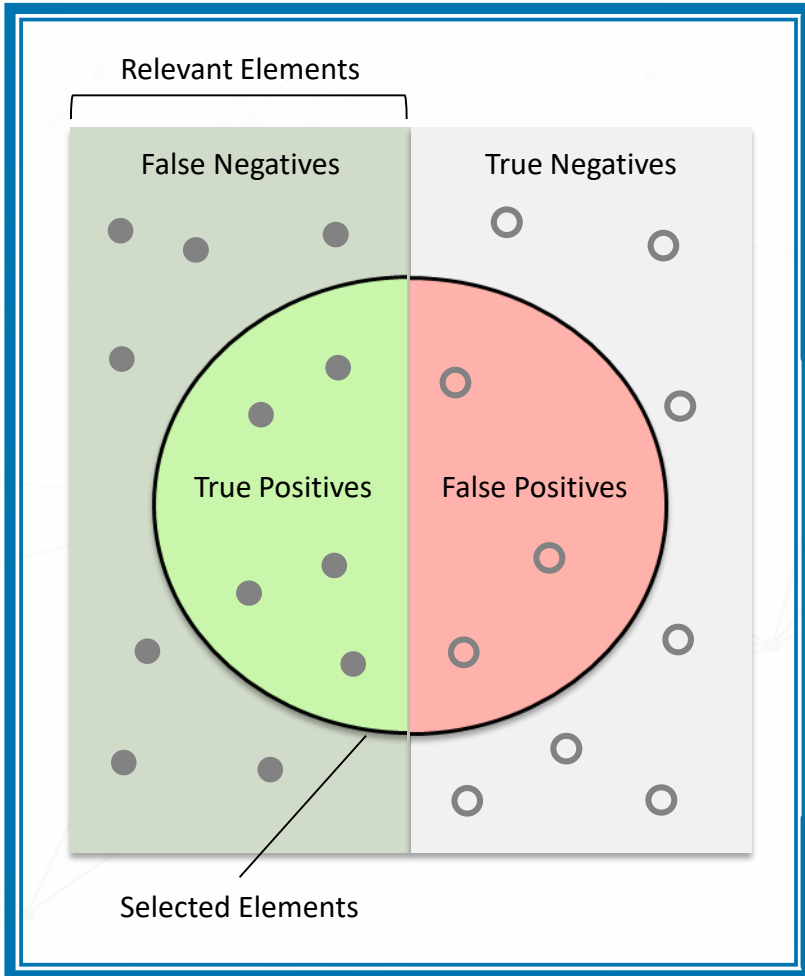 Relevant Elements
False Negatives
True Negatives
True Positives
False Positives
Selected Elements